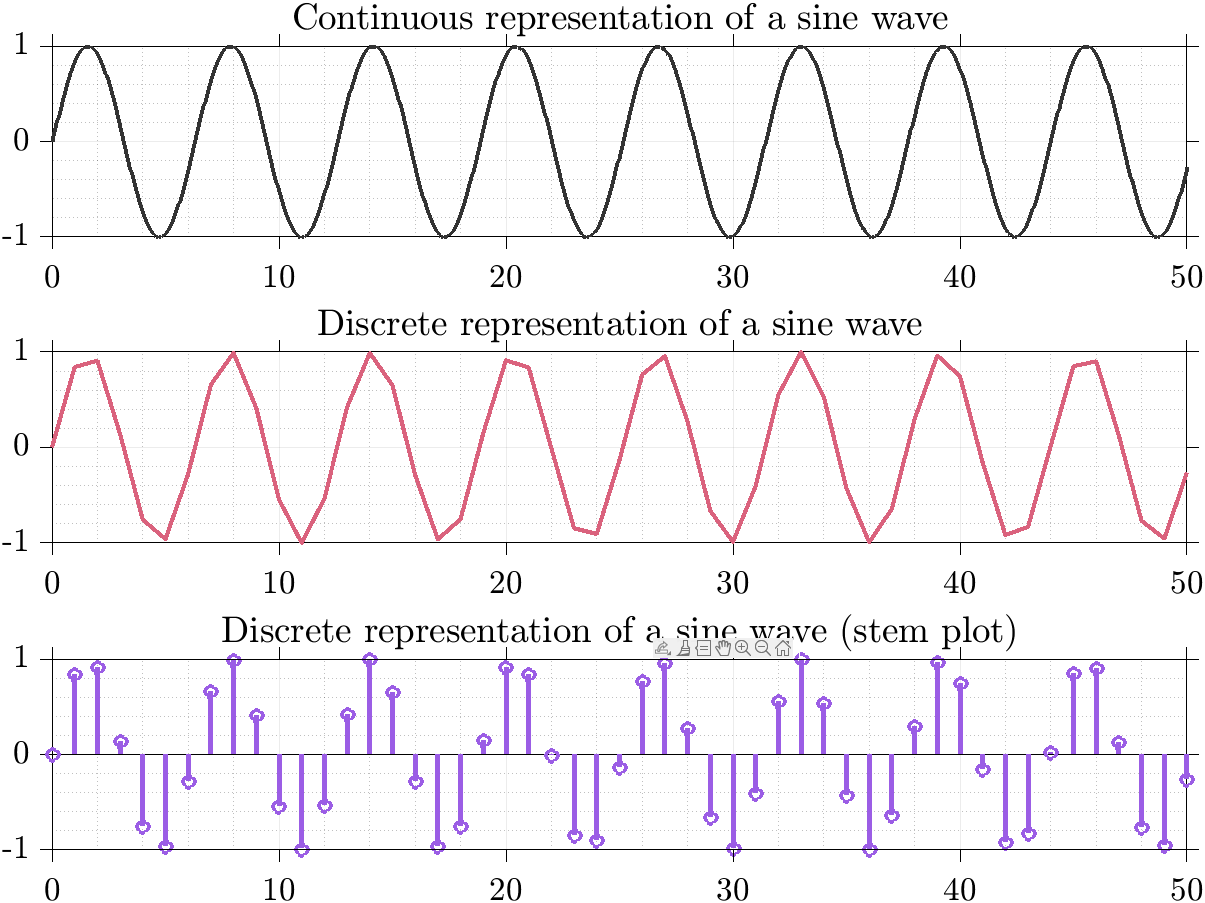 Continuous representation of a sine wave
1
0
-1
0 10 20 30 40 50
Discrete representation of a sine wave
1
0
-1
0 10 20 30 40 50
Discrete representation of a sine wave (stem plot)
1
0
-1
0 10 20 30 40 50